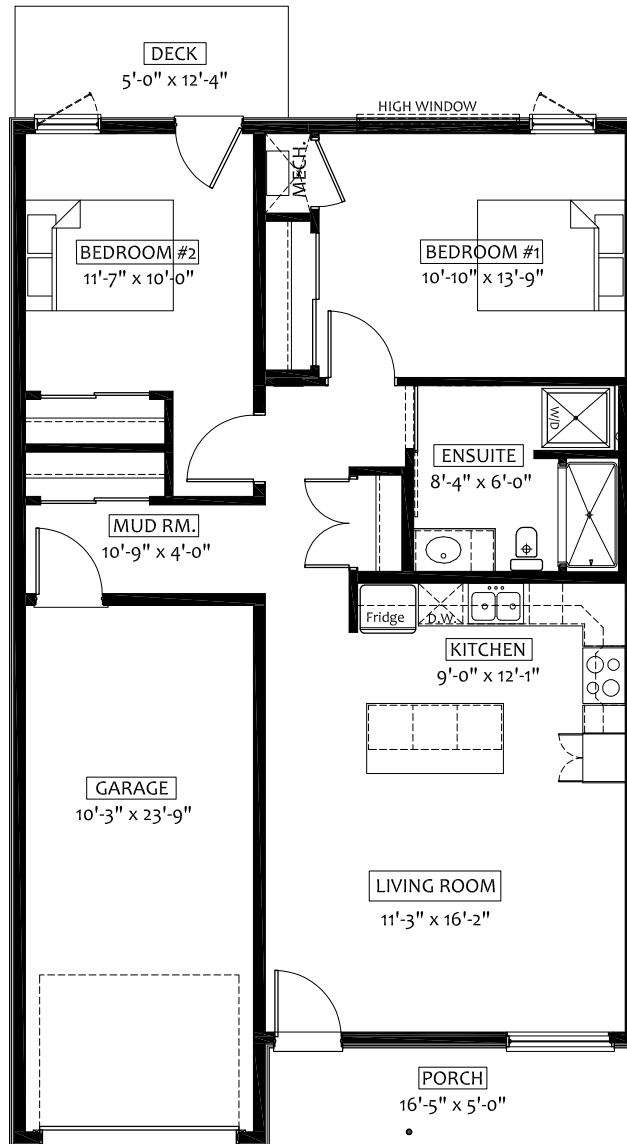 DECK
5'-0" x 12'-4"
HIGH WINDOW
MECH.
BEDROOM #2
11'-7" x 10'-0"
BEDROOM #1
10'-10" x 13'-9"
W/D
ENSUITE
8'-4" x 6'-0"
MUD RM.
10'-9" x 4'-0"
Fridge
D.W.
KITCHEN
9'-0" x 12'-1"
GARAGE
10'-3" x 23'-9"
LIVING ROOM
11'-3" x 16'-2"
PORCH
16'-5" x 5'-0"